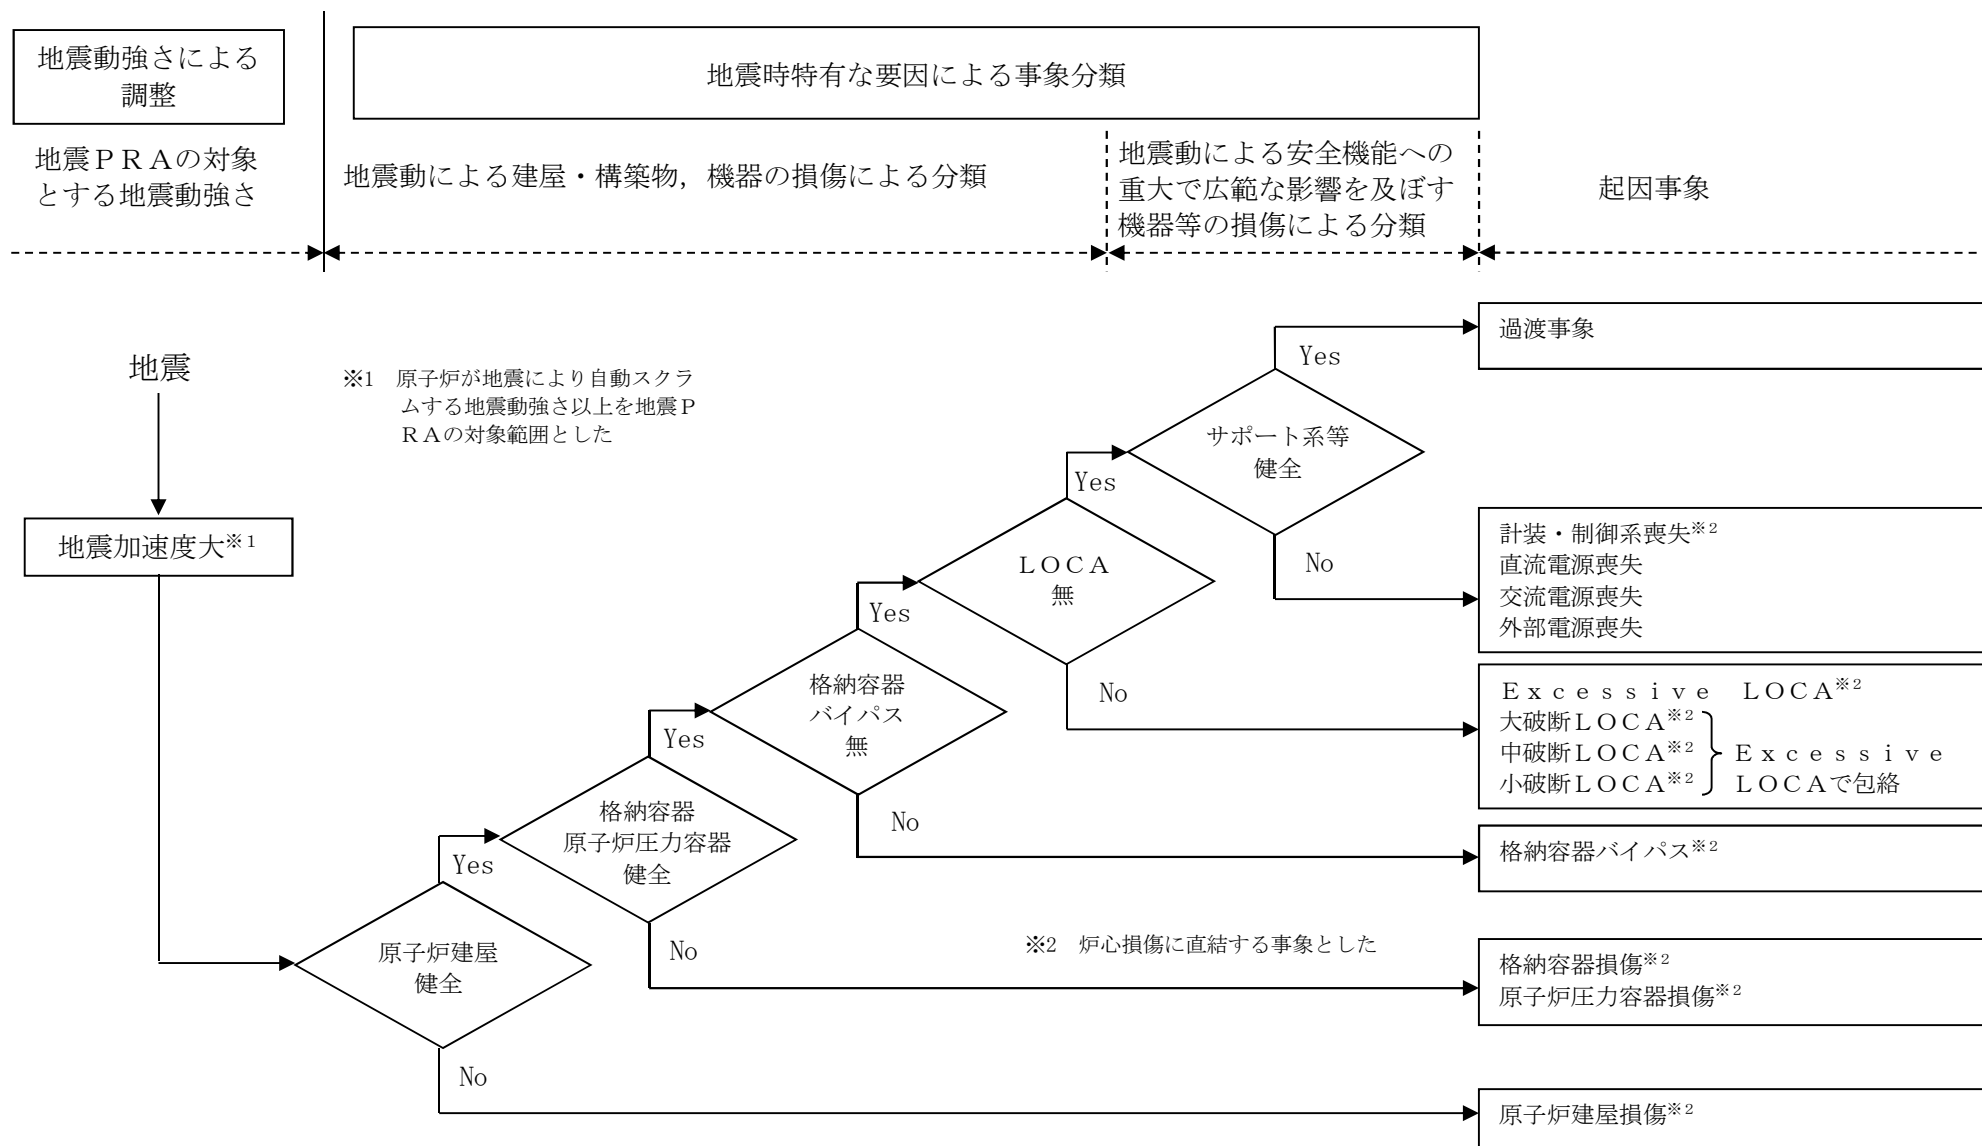 地震動強さによる
調整
地震時特有な要因による事象分類
地震ＰＲＡの対象
とする地震動強さ
地震動による建屋・構築物，機器の損傷による分類
地震動による安全機能への
重大で広範な影響を及ぼす
機器等の損傷による分類
起因事象
地震
※1　原子炉が地震により自動スクラ
ムする地震動強さ以上を地震Ｐ
ＲＡの対象範囲とした
地震加速度大※1
過渡事象
Yes
サポート系等
健全
No
計装・制御系喪失※2
直流電源喪失
交流電源喪失
外部電源喪失
Yes
ＬＯＣＡ
無
No
Ｅｘｃｅｓｓｉｖｅ　ＬＯＣＡ※2
大破断ＬＯＣＡ※2
中破断ＬＯＣＡ※2
小破断ＬＯＣＡ※2
Ｅｘｃｅｓｓｉｖｅ
ＬＯＣＡで包絡
Yes
格納容器
バイパス
無
No
格納容器バイパス※2
Yes
格納容器
原子炉圧力容器
健全
No
※2　炉心損傷に直結する事象とした
格納容器損傷※2
原子炉圧力容器損傷※2
Yes
原子炉建屋
健全
No
原子炉建屋損傷※2